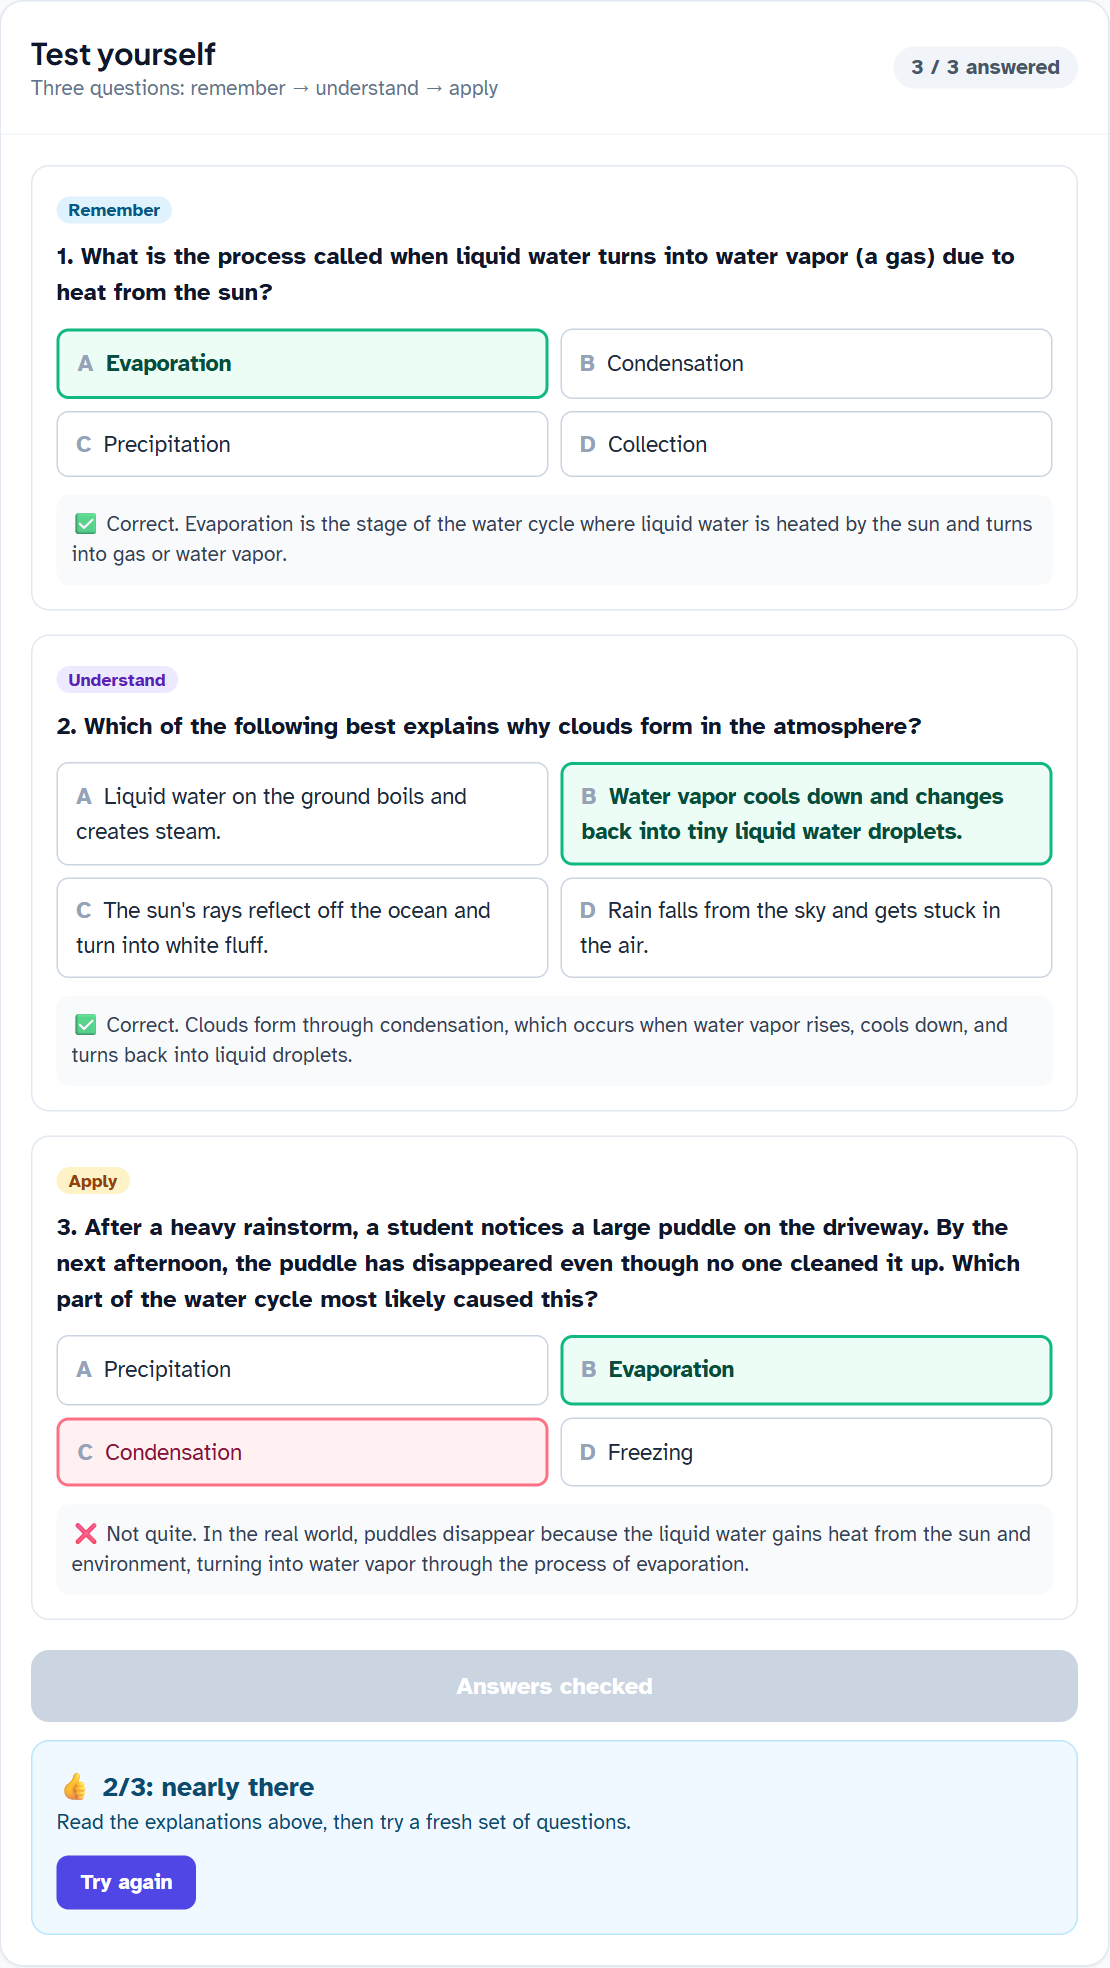 Test yourself
Three questions: remember → understand → apply
3 / 3 answered
Remember
1. What is the process called when liquid water turns into water vapor (a gas) due to
heat from the sun?
A Evaporation
B Condensation
C Precipitation
D Collection
✅ Correct. Evaporation is the stage of the water cycle where liquid water is heated by the sun and turns
into gas or water vapor.
Understand
2. Which of the following best explains why clouds form in the atmosphere?
A Liquid water on the ground boils and
creates steam.
B Water vapor cools down and changes
back into tiny liquid water droplets.
C The sun's rays reflect off the ocean and
turn into white fluff.
D Rain falls from the sky and gets stuck in
the air.
✅ Correct. Clouds form through condensation, which occurs when water vapor rises, cools down, and
turns back into liquid droplets.
Apply
3. After a heavy rainstorm, a student notices a large puddle on the driveway. By the
next afternoon, the puddle has disappeared even though no one cleaned it up. Which
part of the water cycle most likely caused this?
A Precipitation
B Evaporation
C Condensation
D Freezing
❌ Not quite. In the real world, puddles disappear because the liquid water gains heat from the sun and
environment, turning into water vapor through the process of evaporation.
Answers checked
👍 2/3: nearly there
Read the explanations above, then try a fresh set of questions.
Try again